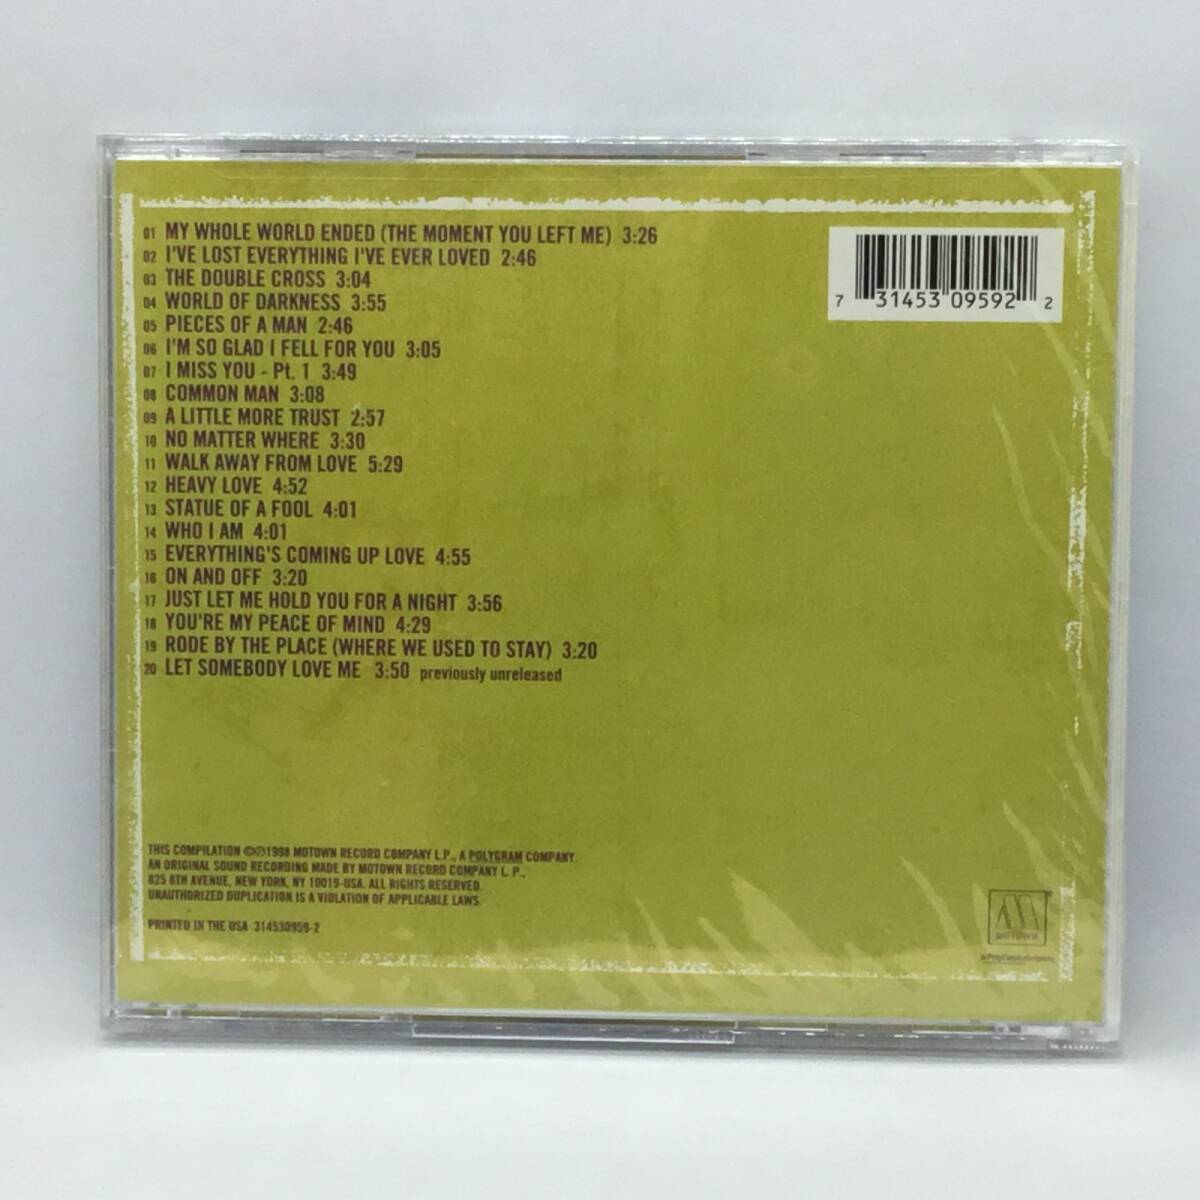 01 MY WHOLE WORLD ENDED (THE MOMENT YOU LEFT ME) 3:26
02 I'VE LOST EVERYTHING I'VE EVER LOVED 2:46
03 THE DOUBLE CROSS 3:04
04 WORLD OF DARKNESS 3:55
05 PIECES OF A MAN 2:46
06 I'M SO GLAD I FELL FOR YOU 3:05
07 I MISS YOU - Pt. 1 3:49
08 COMMON MAN 3:08
09 A LITTLE MORE TRUST 2:57
10 NO MATTER WHERE 3:30
11 WALK AWAY FROM LOVE 5:29
12 HEAVY LOVE 4:52
13 STATUE OF A FOOL 4:01
14 WHO I AM 4:01
15 EVERYTHING'S COMING UP LOVE 4:55
16 ON AND OFF 3:20
17 JUST LET ME HOLD YOU FOR A NIGHT 3:56
18 YOU'RE MY PEACE OF MIND 4:29
19 RODE BY THE PLACE (WHERE WE USED TO STAY) 3:20
20 LET SOMEBODY LOVE ME 3:50 previously unreleased
7 31453 09592 2
THIS COMPILATION ©℗1998 MOTOWN RECORD COMPANY L.P., A POLYGRAM COMPANY.
AN ORIGINAL SOUND RECORDING MADE BY MOTOWN RECORD COMPANY L. P.,
825 8TH AVENUE, NEW YORK, NY 10019-USA. ALL RIGHTS RESERVED.
UNAUTHORIZED DUPLICATION IS A VIOLATION OF APPLICABLE LAWS.
PRINTED IN THE USA 314530959-2